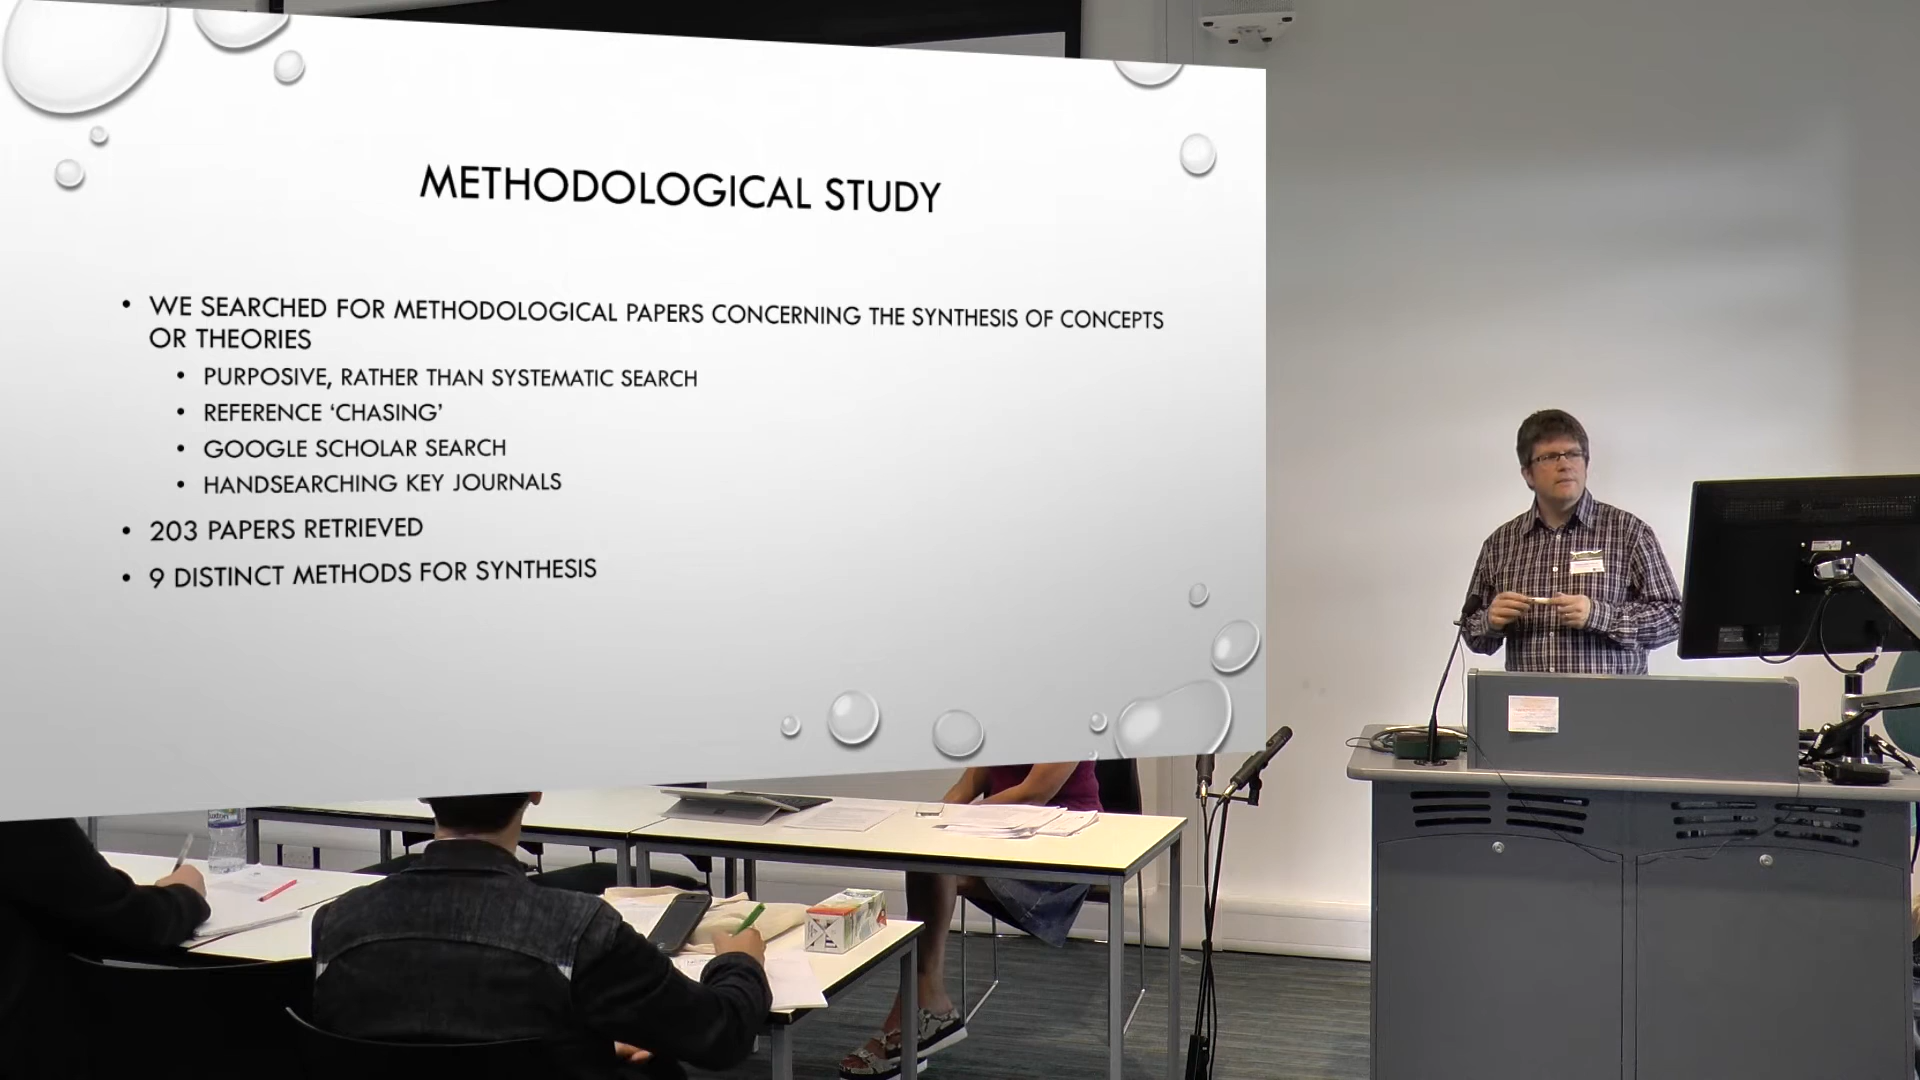 METHODOLOGICAL STUDY
• WE SEARCHED FOR METHODOLOGICAL PAPERS CONCERNING THE SYNTHESIS OF CONCEPTS
OR THEORIES
• PURPOSIVE, RATHER THAN SYSTEMATIC SEARCH
• REFERENCE ‘CHASING’
• GOOGLE SCHOLAR SEARCH
• HANDSEARCHING KEY JOURNALS
• 203 PAPERS RETRIEVED
• 9 DISTINCT METHODS FOR SYNTHESIS